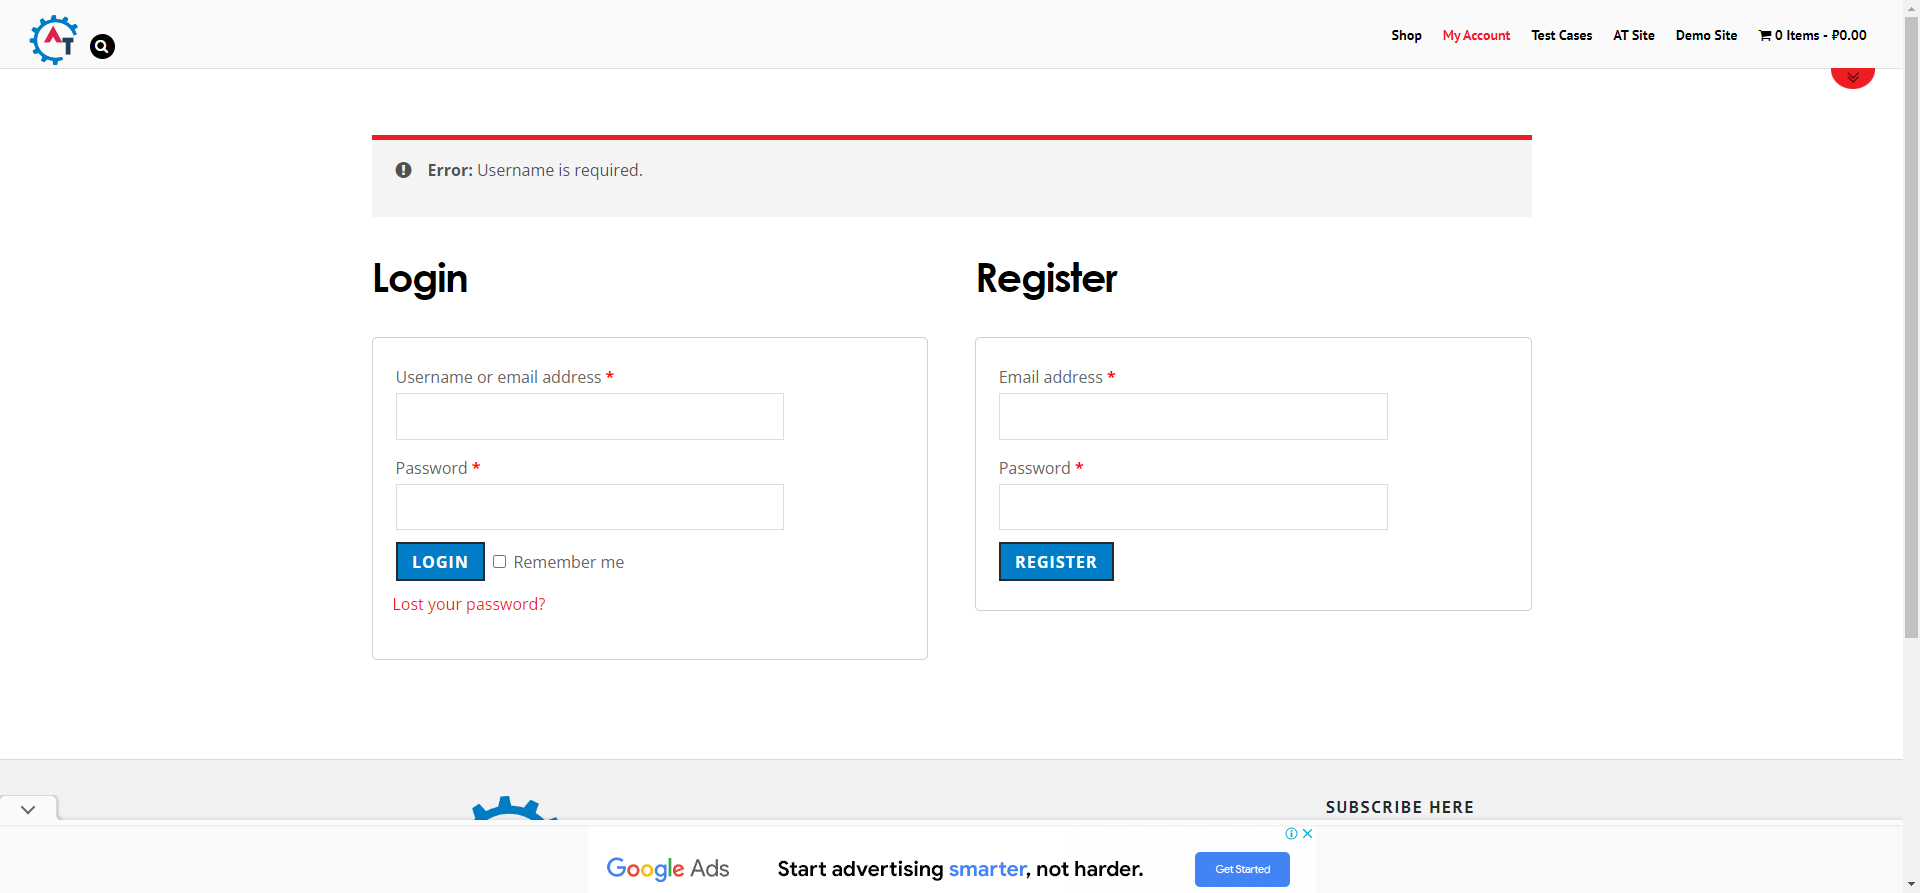 AT
Shop
My Account
Test Cases
AT Site
Demo Site
0 Items - ₽0.00
Error: Username is required.
Login
Username or email address *
Password *
LOGIN
Remember me
Lost your password?
Register
Email address *
Password *
REGISTER
SUBSCRIBE HERE
Google Ads
Start advertising smarter, not harder.
Get Started